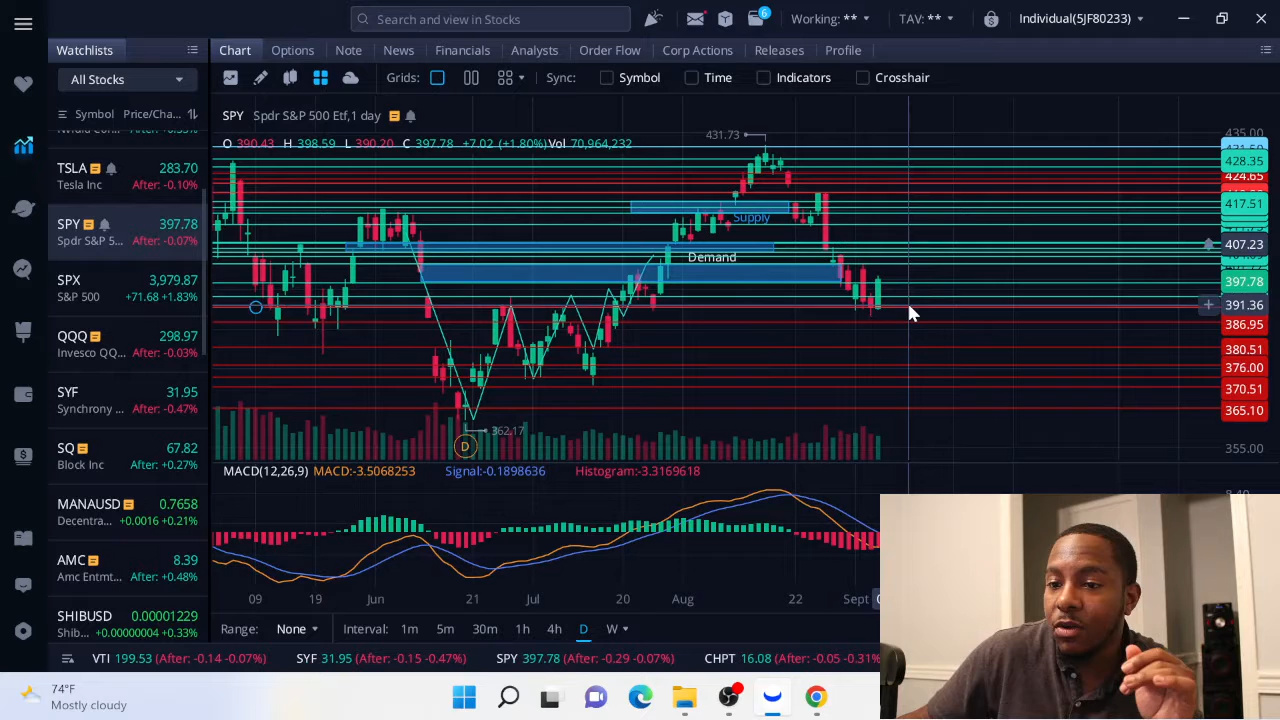 Search and view in Stocks
6
Working: **
TAV: **
Individual(5JF80233)
Watchlists
Chart
Options
Note
News
Financials
Analysts
Order Flow
Corp Actions
Releases
Profile
All Stocks
Grids:
Sync:
Symbol
Time
Indicators
Crosshair
Symbol
Price/Cha...
TSLA
283.70
Tesla Inc
After: -0.10%
SPY
397.78
Spdr S&P 5...
After: -0.07%
SPX
3,979.87
S&P 500
+71.68 +1.83%
QQQ
298.97
Invesco QQ...
After: -0.03%
SYF
31.95
Synchrony ...
After: -0.47%
SQ
67.82
Block Inc
After: +0.27%
MANAUSD
0.7658
Decentra...
+0.0016 +0.21%
AMC
8.39
Amc Entmt...
After: +0.48%
SHIBUSD
0.00001229
Shib...
+0.00000004 +0.33%
SPY
Spdr S&P 500 Etf,1 day
O 390.43 H 398.59 L 390.20 C 397.78 +7.02 (+1.80%)Vol 70,964,232
431.73
Supply
Demand
362.17
D
435.00
428.35
424.65
417.51
407.23
397.78
391.36
386.95
380.51
376.00
370.51
365.10
355.00
MACD(12,26,9) MACD:-3.5068253 Signal:-0.1898636 Histogram:-3.3169618
09
19
Jun
21
Jul
20
Aug
22
Sept
Range:
None
Interval:
1m
5m
30m
1h
4h
D
W
VTI 199.53 (After: -0.14 -0.07%)
SYF 31.95 (After: -0.15 -0.47%)
SPY 397.78 (After: -0.29 -0.07%)
CHPT 16.08 (After: -0.05 -0.31%)
74°F
Mostly cloudy